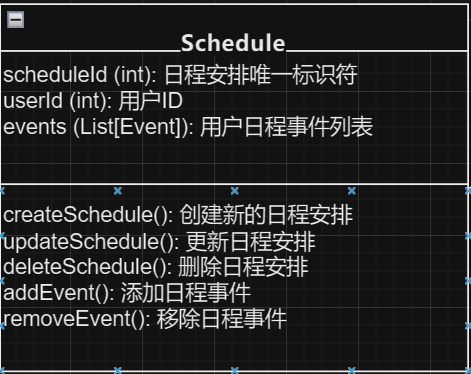 Schedule
scheduleId (int): 日程安排唯一标识符
userId (int): 用户ID
events (List[Event]): 用户日程事件列表
createSchedule(): 创建新的日程安排
updateSchedule(): 更新日程安排
deleteSchedule(): 删除日程安排
addEvent(): 添加日程事件
removeEvent(): 移除日程事件